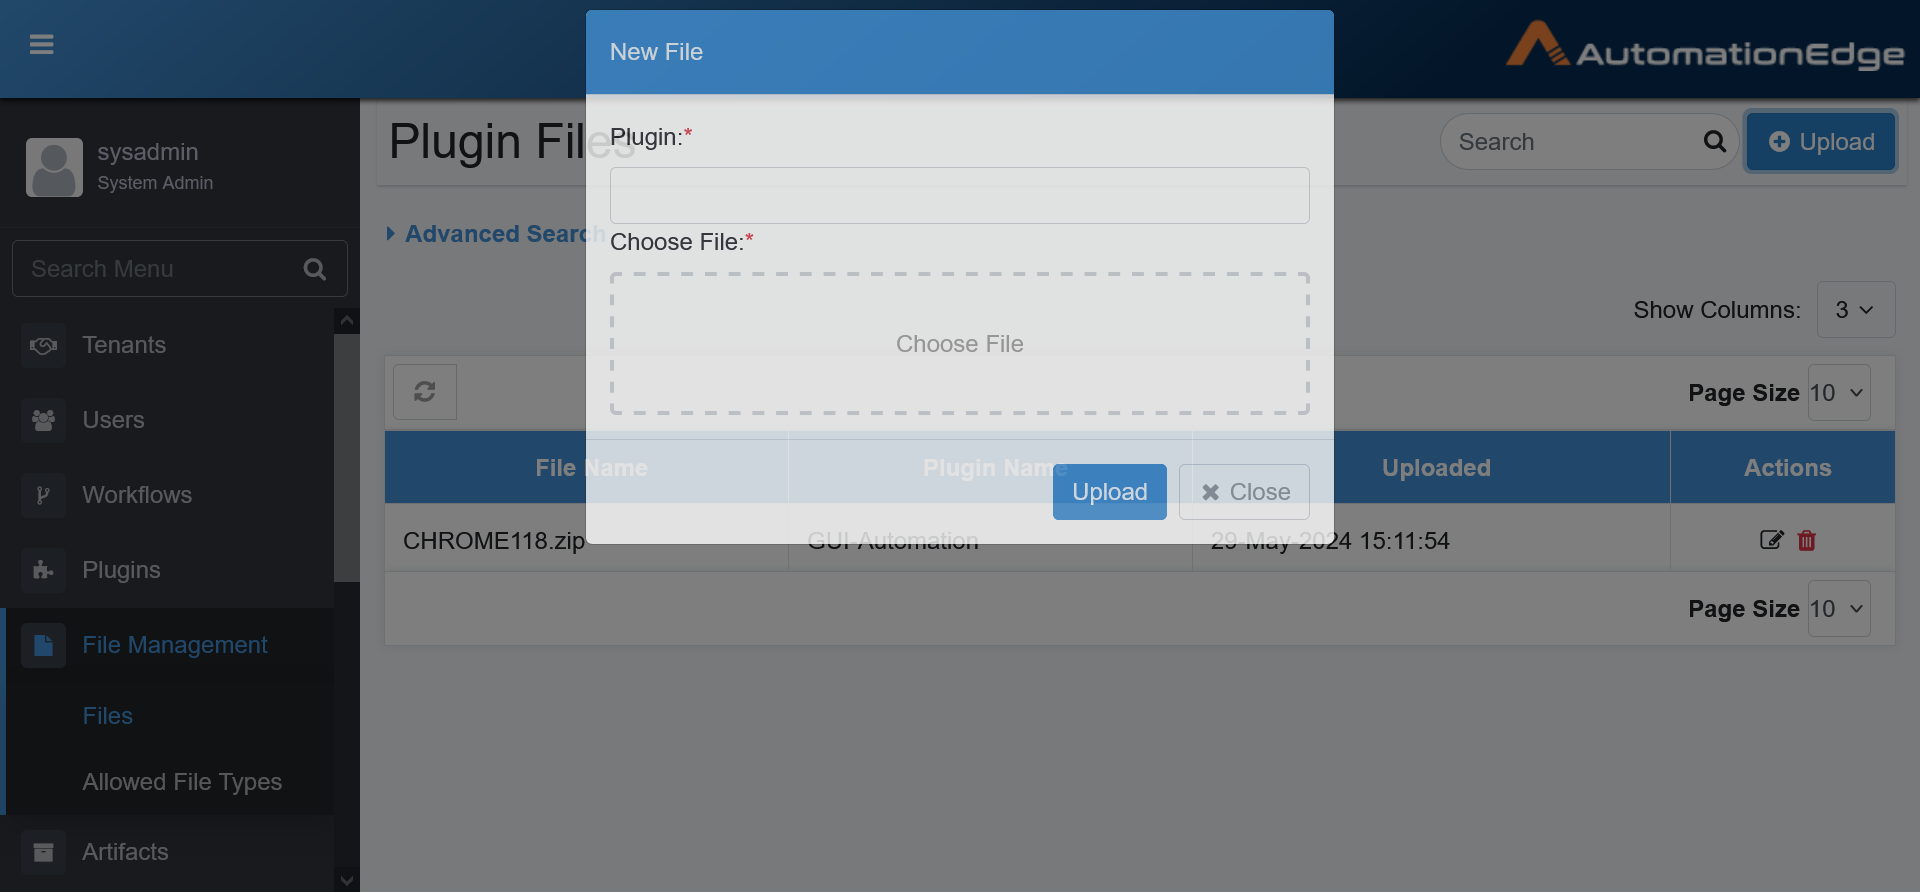 New File
AutomationEdge
sysadmin
System Admin
Search Menu
Tenants
Users
Workflows
Plugins
File Management
Files
Allowed File Types
Artifacts
Plugin Files
Search
Upload
Advanced Search
Plugin:*
Choose File:*
Choose File
Upload
Close
Show Columns: 3
Page Size 10
File Name Plugin Name Uploaded Actions
CHROME118.zip GUI-Automation 29-May-2024 15:11:54
Page Size 10